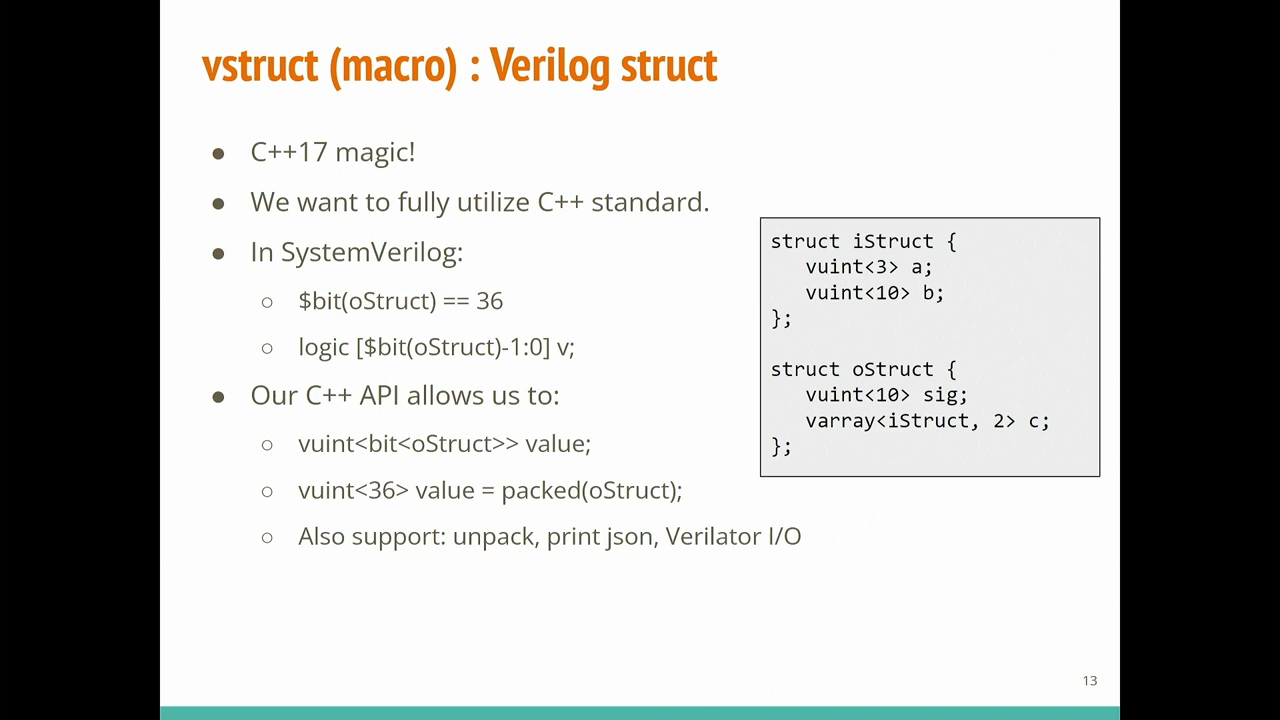 vstruct (macro) : Verilog struct
● C++17 magic!
● We want to fully utilize C++ standard.
● In SystemVerilog:
○ $bit(oStruct) == 36
○ logic [$bit(oStruct)-1:0] v;
● Our C++ API allows us to:
○ vuint<bit<oStruct>> value;
○ vuint<36> value = packed(oStruct);
○ Also support: unpack, print json, Verilator I/O
struct iStruct {
vuint<3> a;
vuint<10> b;
};
struct oStruct {
vuint<10> sig;
varray<iStruct, 2> c;
};
13